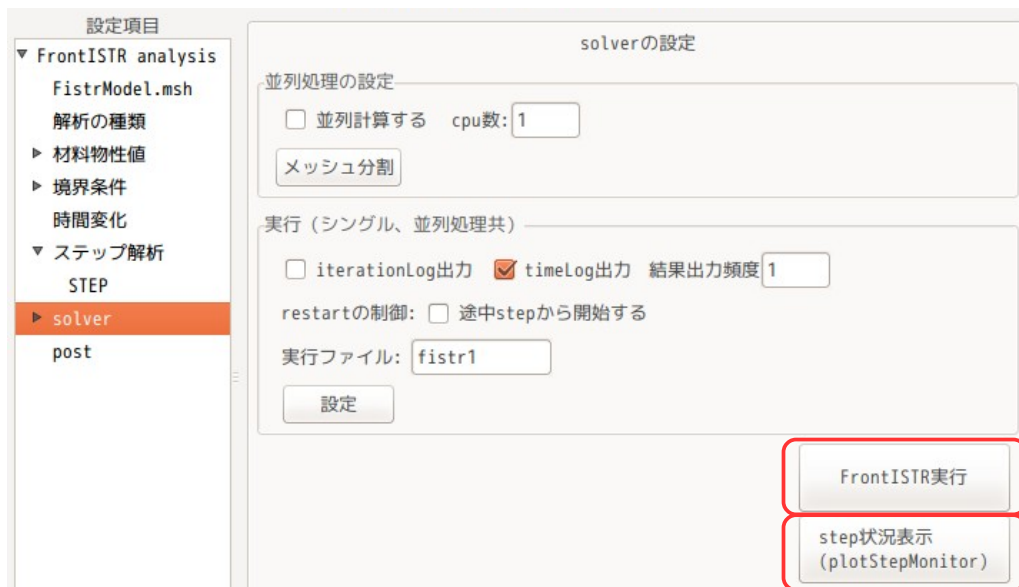 設定項目
FrontISTR analysis
FistrModel.msh
解析の種類
材料物性値
境界条件
時間変化
ステップ解析
STEP
solver
post
solverの設定
並列処理の設定
並列計算する cpu数: 1
メッシュ分割
実行（シングル、並列処理共）
iterationLog出力 timeLog出力 結果出力頻度 1
restartの制御: 途中stepから開始する
実行ファイル: fistr1
設定
FrontISTR実行
step状況表示
(plotStepMonitor)